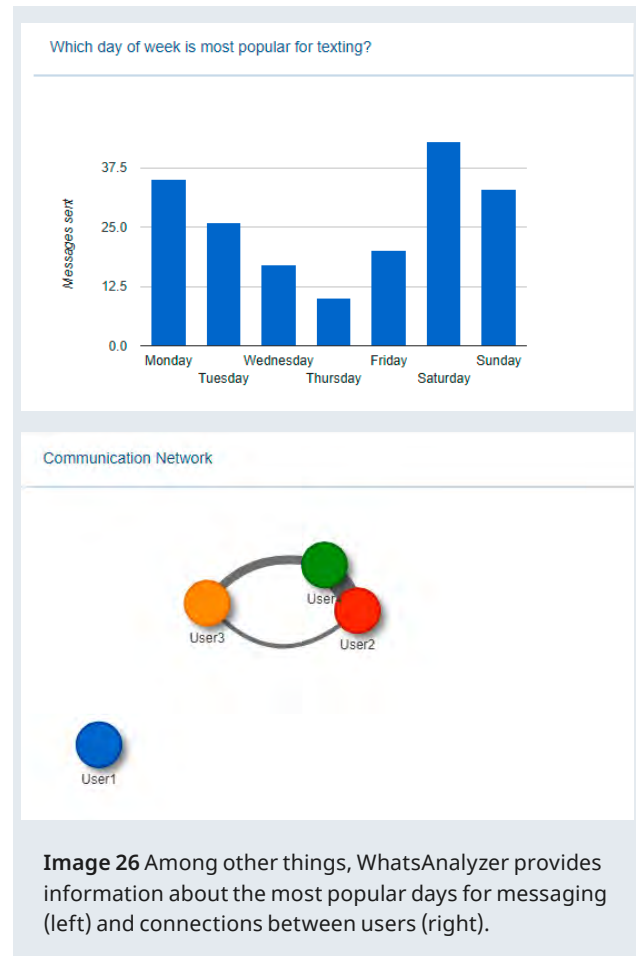 Which day of week is most popular for texting?
Messages sent
37.5
25.0
12.5
0.0
Monday
Tuesday
Wednesday
Thursday
Friday
Saturday
Sunday
Communication Network
User
User3
User2
User1
Image 26 Among other things, WhatsAnalyzer provides
information about the most popular days for messaging
(left) and connections between users (right).